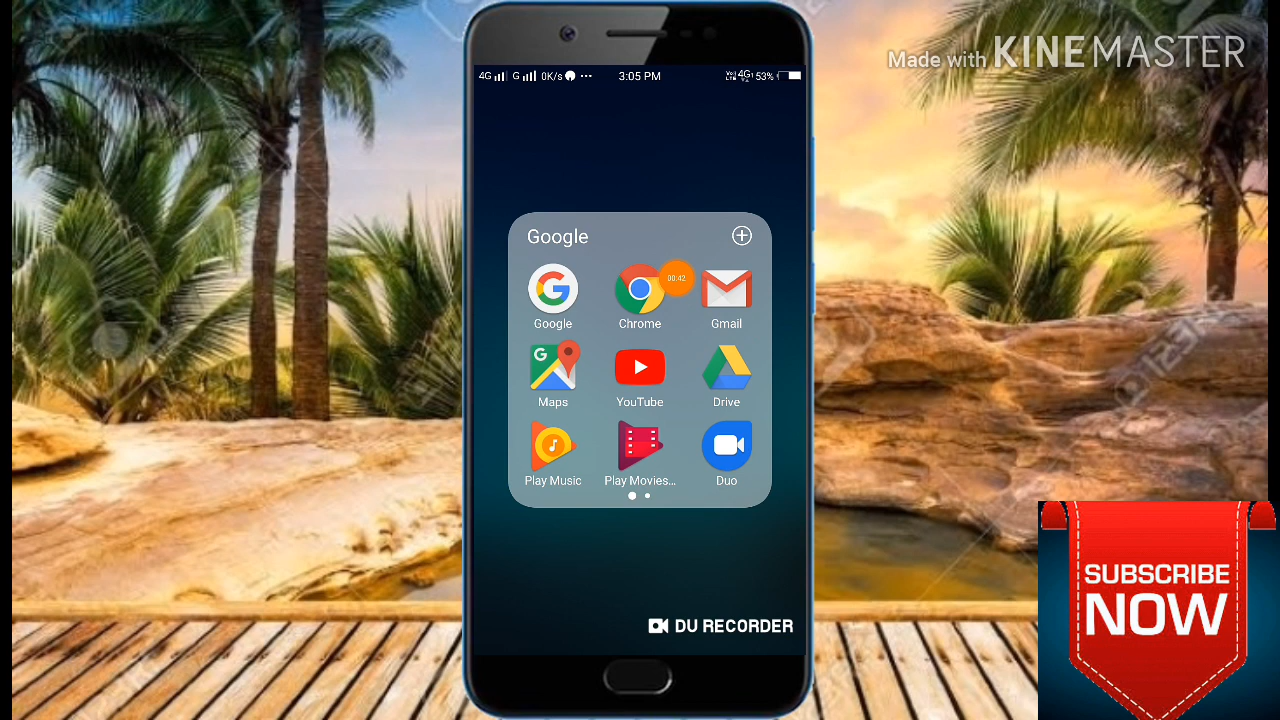 Made with KINEMASTER
4G G 0K/s ... 3:05 PM 4G 53%
Google
00:42
Google Chrome Gmail
G
Maps YouTube Drive
Play Music Play Movies... Duo
DU RECORDER
SUBSCRIBE
NOW